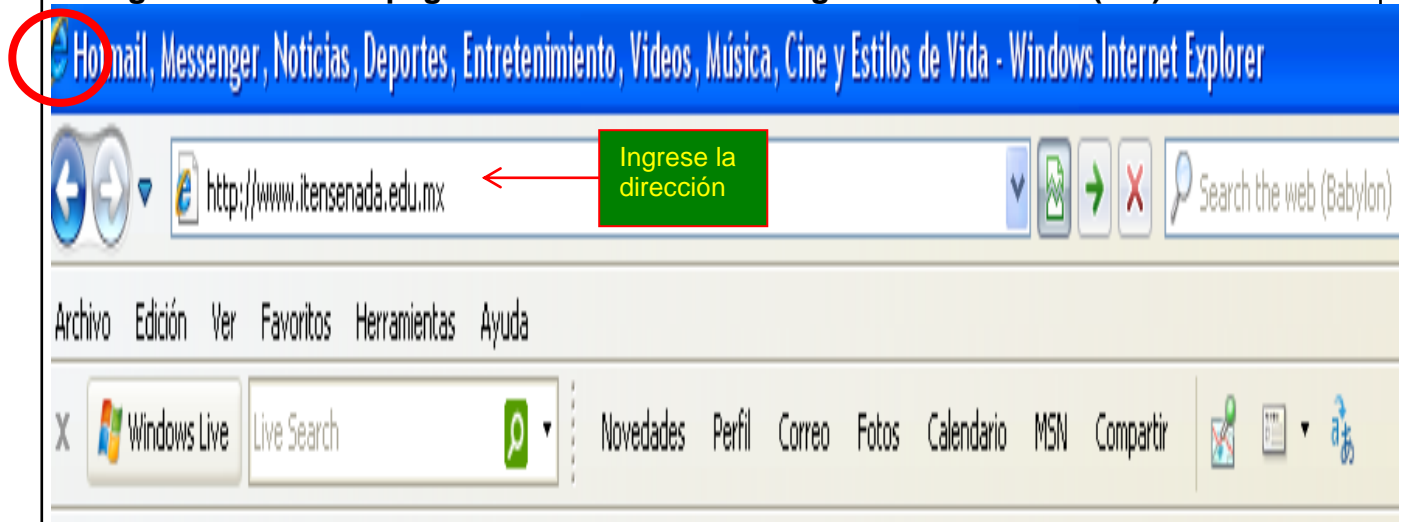 Hotmail, Messenger, Noticias, Deportes, Entretenimiento, Videos, Música, Cine y Estilos de Vida - Windows Internet Explorer
http://www.itensenada.edu.mx
Ingrese la
dirección
Search the web (Babylon)
Archivo Edición Ver Favoritos Herramientas Ayuda
X Windows Live Live Search Novedades Perfil Correo Fotos Calendario MSN Compartir